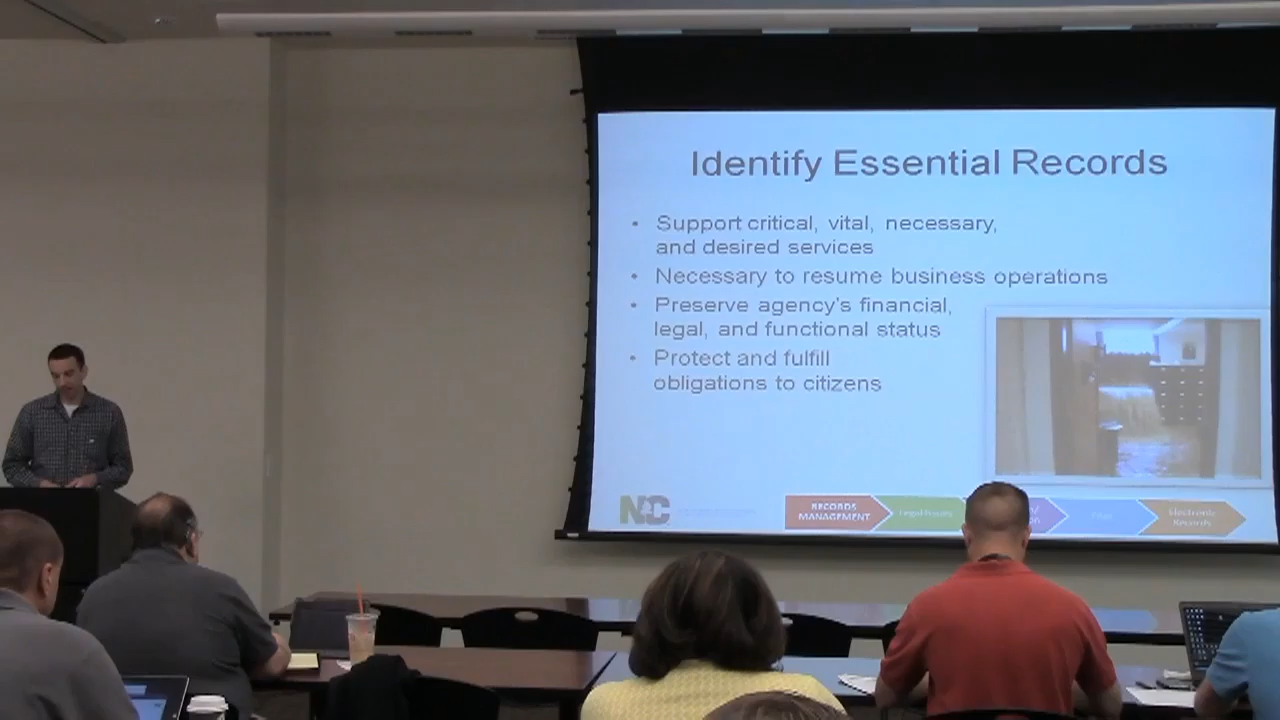 Identify Essential Records
• Support critical, vital, necessary,
and desired services
• Necessary to resume business operations
• Preserve agency's financial,
legal, and functional status
• Protect and fulfill
obligations to citizens
NC
RECORDS
MANAGEMENT
Legal Issues
Electronic
Records